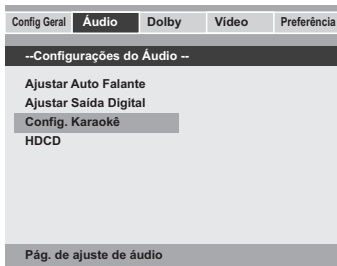 Config Geral Áudio Dolby Vídeo Preferência
--Configurações do Áudio --
Ajustar Auto Falante
Ajustar Saída Digital
Config. Karaokê
HDCD
Pág. de ajuste de áudio